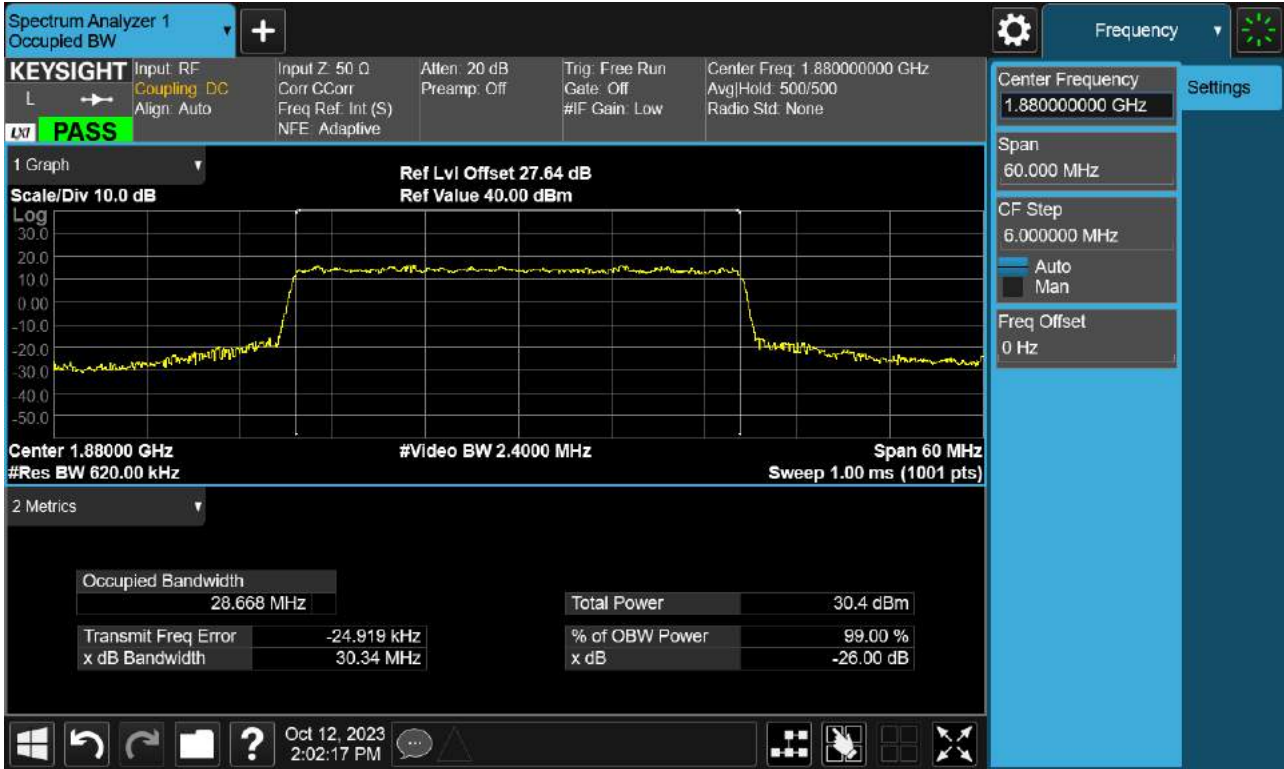 Spectrum Analyzer 1
Occupied BW
Frequency
KEYSIGHT
L
LXI
PASS
Input: RF
Coupling: DC
Align: Auto
Input Z: 50 Ω
Corr CCorr
Freq Ref: Int (S)
NFE: Adaptive
Atten: 20 dB
Preamp: Off
Trig: Free Run
Gate: Off
#IF Gain: Low
Center Freq: 1.880000000 GHz
Avg|Hold: 500/500
Radio Std: None
Center Frequency
1.880000000 GHz
Settings
Span
60.000 MHz
CF Step
6.000000 MHz
Auto
Man
Freq Offset
0 Hz
1 Graph
Scale/Div 10.0 dB
Ref Lvl Offset 27.64 dB
Ref Value 40.00 dBm
Log
30.0
20.0
10.0
0.00
-10.0
-20.0
-30.0
-40.0
-50.0
Center 1.88000 GHz
#Video BW 2.4000 MHz
Span 60 MHz
#Res BW 620.00 kHz
Sweep 1.00 ms (1001 pts)
2 Metrics
Occupied Bandwidth
28.668 MHz
Total Power 30.4 dBm
Transmit Freq Error -24.919 kHz
% of OBW Power 99.00 %
x dB Bandwidth 30.34 MHz
x dB -26.00 dB
?
Oct 12, 2023
2:02:17 PM